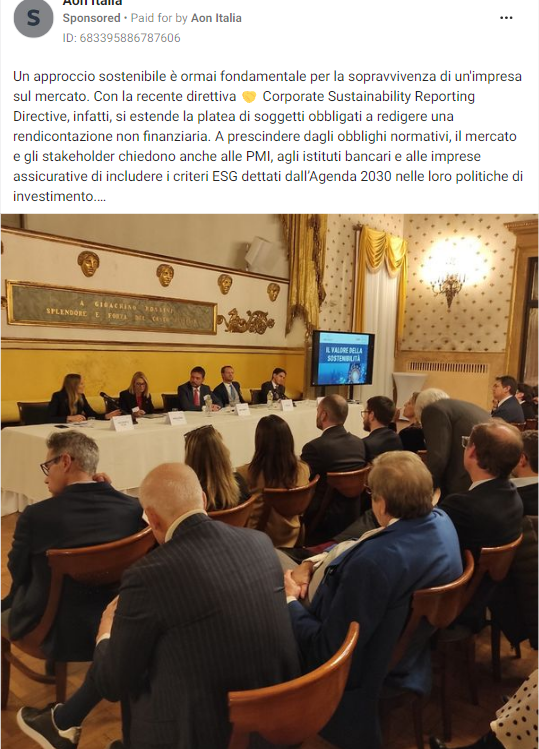 Aon Italia
S
Sponsored • Paid for by Aon Italia
ID: 683395886787606
Un approccio sostenibile è ormai fondamentale per la sopravvivenza di un'impresa
sul mercato. Con la recente direttiva 🤝 Corporate Sustainability Reporting
Directive, infatti, si estende la platea di soggetti obbligati a redigere una
rendicontazione non finanziaria. A prescindere dagli obblighi normativi, il mercato
e gli stakeholder chiedono anche alle PMI, agli istituti bancari e alle imprese
assicurative di includere i criteri ESG dettati dall'Agenda 2030 nelle loro politiche di
investimento....
A GIOACHINO ROSSINI
SPLENDORE E FORZA DEL
IL VALORE DELLA
SOSTENIBILITÀ